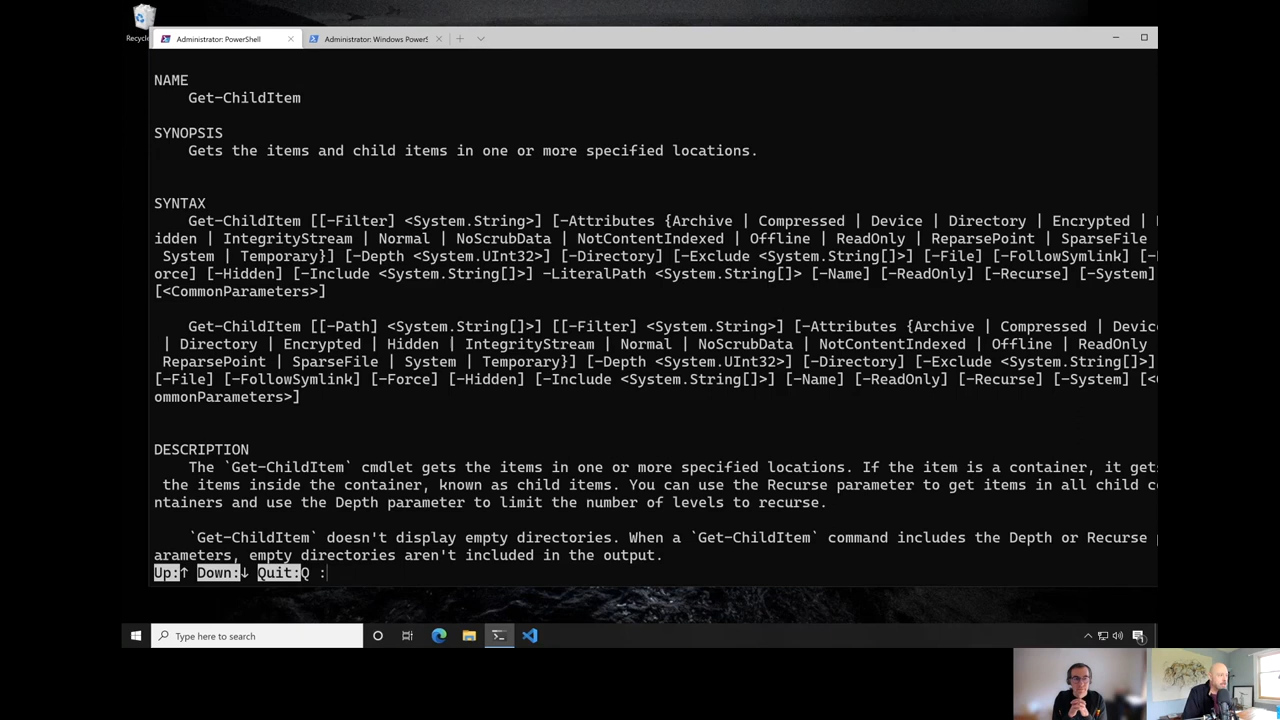 Recycle
Administrator: PowerShell
Administrator: Windows PowerS
NAME
Get-ChildItem
SYNOPSIS
Gets the items and child items in one or more specified locations.
SYNTAX
Get-ChildItem [[-Filter] <System.String>] [-Attributes {Archive | Compressed | Device | Directory | Encrypted |
idden | IntegrityStream | Normal | NoScrubData | NotContentIndexed | Offline | ReadOnly | ReparsePoint | SparseFile
System | Temporary}] [-Depth <System.UInt32>] [-Directory] [-Exclude <System.String[]>] [-File] [-FollowSymlink] [-
orce] [-Hidden] [-Include <System.String[]>] -LiteralPath <System.String[]> [-Name] [-ReadOnly] [-Recurse] [-System]
[<CommonParameters>]
Get-ChildItem [[-Path] <System.String[]>] [[-Filter] <System.String>] [-Attributes {Archive | Compressed | Devic
| Directory | Encrypted | Hidden | IntegrityStream | Normal | NoScrubData | NotContentIndexed | Offline | ReadOnly
ReparsePoint | SparseFile | System | Temporary}] [-Depth <System.UInt32>] [-Directory] [-Exclude <System.String[]>]
[-File] [-FollowSymlink] [-Force] [-Hidden] [-Include <System.String[]>] [-Name] [-ReadOnly] [-Recurse] [-System] [<C
ommonParameters>]
DESCRIPTION
The `Get-ChildItem` cmdlet gets the items in one or more specified locations. If the item is a container, it gets
the items inside the container, known as child items. You can use the Recurse parameter to get items in all child co
ntainers and use the Depth parameter to limit the number of levels to recurse.
`Get-ChildItem` doesn't display empty directories. When a `Get-ChildItem` command includes the Depth or Recurse p
arameters, empty directories aren't included in the output.
Up:↑ Down:↓ Quit:Q :
Type here to search